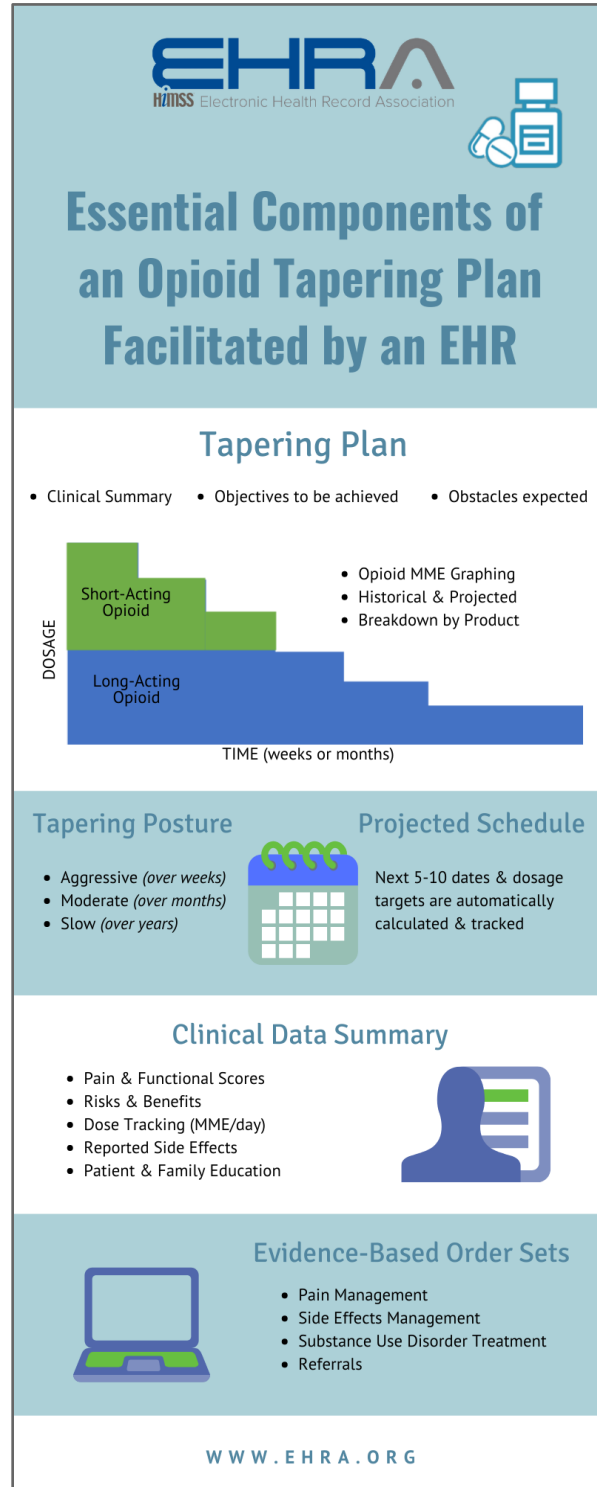 EHRA
HiMSS Electronic Health Record Association
Essential Components of
an Opioid Tapering Plan
Facilitated by an EHR
Tapering Plan
• Clinical Summary • Objectives to be achieved • Obstacles expected
DOSAGE
Short-Acting
Opioid
Long-Acting
Opioid
• Opioid MME Graphing
• Historical & Projected
• Breakdown by Product
TIME (weeks or months)
Tapering Posture
• Aggressive (over weeks)
• Moderate (over months)
• Slow (over years)
Projected Schedule
Next 5-10 dates & dosage
targets are automatically
calculated & tracked
Clinical Data Summary
• Pain & Functional Scores
• Risks & Benefits
• Dose Tracking (MME/day)
• Reported Side Effects
• Patient & Family Education
Evidence-Based Order Sets
• Pain Management
• Side Effects Management
• Substance Use Disorder Treatment
• Referrals
WWW.EHRA.ORG